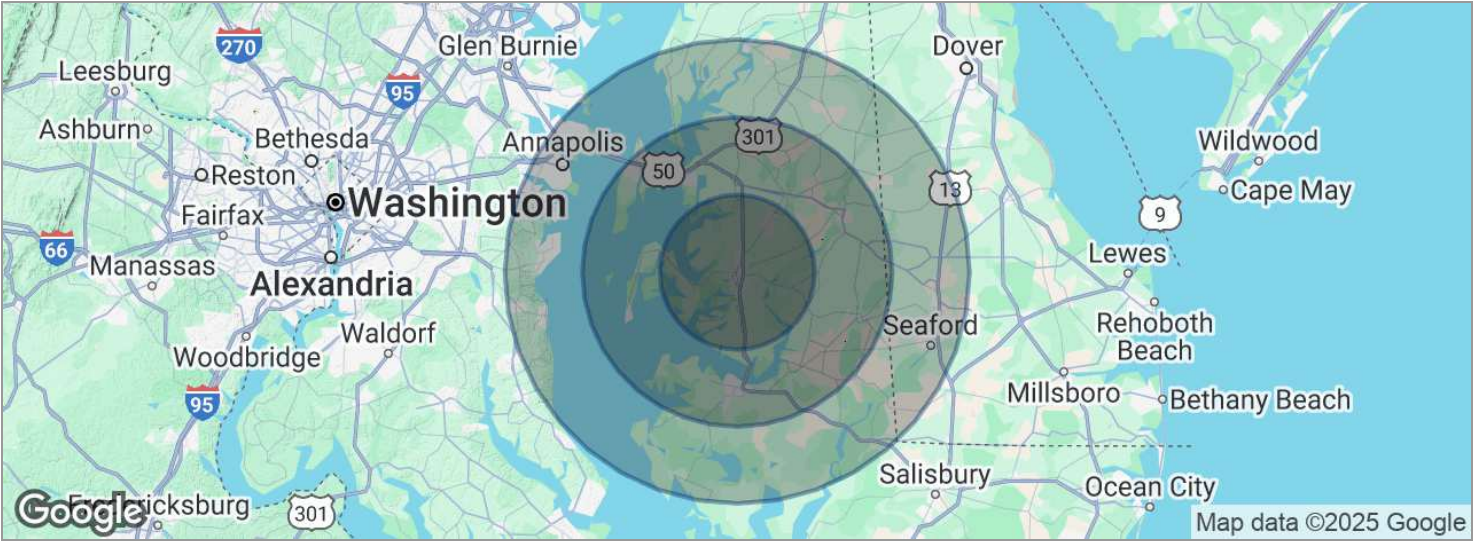 Glen Burnie
Dover
270
Leesburg
95
Ashburn
Bethesda
Annapolis
301
Wildwood
50
Reston
13
Cape May
Washington
Fairfax
9
66
Manassas
Lewes
Alexandria
Waldorf
Seaford
Rehoboth
Beach
Woodbridge
Millsboro
95
Bethany Beach
Salisbury
Ocean City
Google
Fredericksburg
301
Map data ©2025 Google